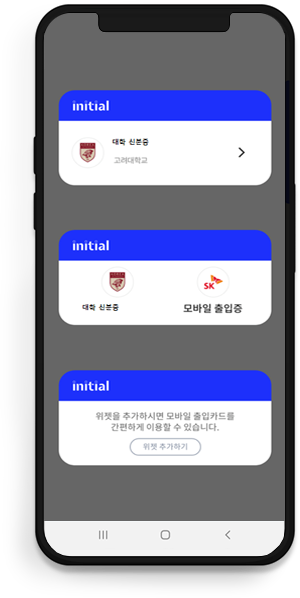 initial
대학 신분증
고려대학교
initial
SK
대학 신분증
모바일 출입증
initial
위젯을 추가하시면 모바일 출입카드를
간편하게 이용할 수 있습니다.
위젯 추가하기